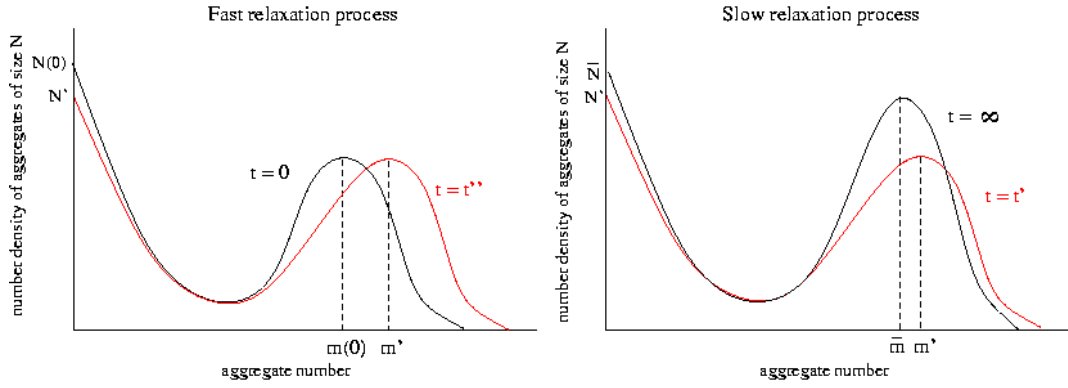 Fast relaxation process
number density of aggregates of size N
N(0)
N'
t = 0
t = t''
m(0)
m'
aggregate number
Slow relaxation process
number density of aggregates of size N
N̄
N'
t = ∞
t = t'
m̄
m'
aggregate number